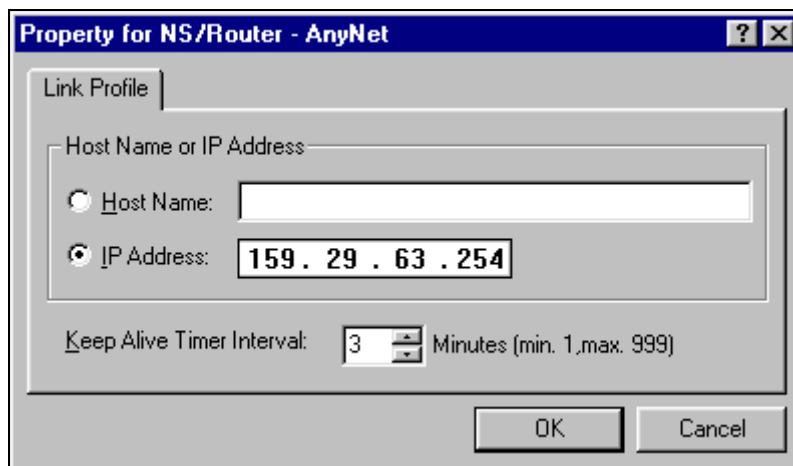 Property for NS/Router - AnyNet
Link Profile
Host Name or IP Address
Host Name:
IP Address: 159 . 29 . 63 . 254
Keep Alive Timer Interval: 3 Minutes (min. 1,max. 999)
OK Cancel